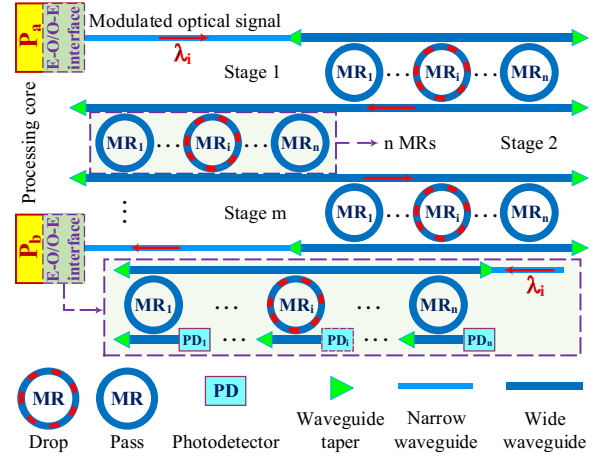 Pa E-O/O-E interface
Modulated optical signal
λi
Stage 1
MR1 ... MRi ... MRn
Processing core
MR1 ... MRi ... MRn
n MRs
Stage 2
Stage m
MR1 ... MRi ... MRn
Pb E-O/O-E interface
λi
MR1 ... MRi ... MRn
PD1 ... PDi ... PDn
MR MR PD
Drop Pass Photodetector
Waveguide taper
Narrow waveguide
Wide waveguide